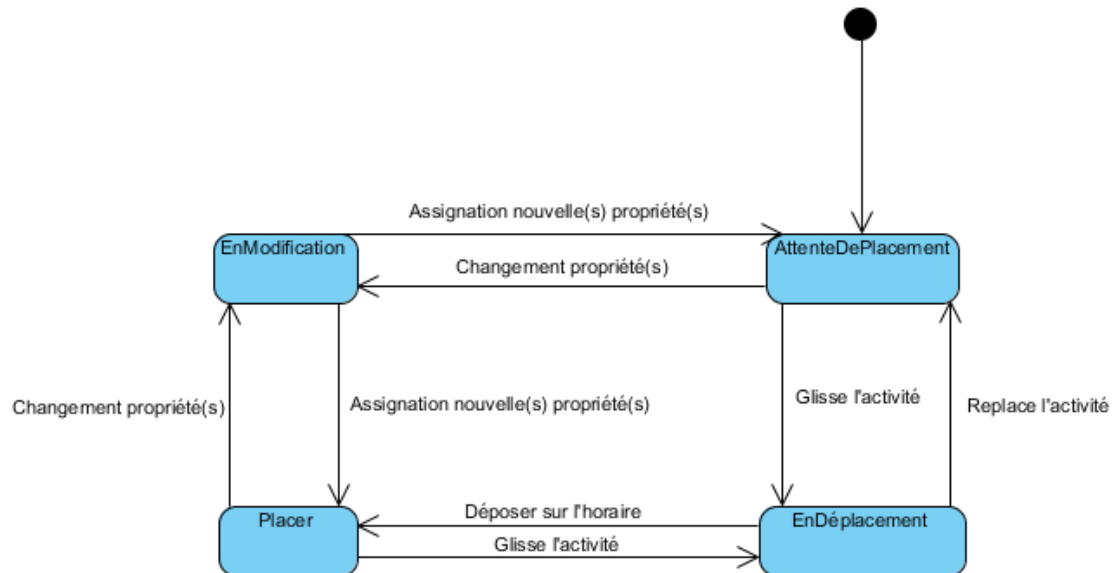 Assignation nouvelle(s) propriété(s)
EnModification
AttenteDePlacement
Changement propriété(s)
Changement propriété(s)
Assignation nouvelle(s) propriété(s)
Glisse l'activité
Replace l'activité
Placer
Déposer sur l'horaire
EnDéplacement
Glisse l'activité